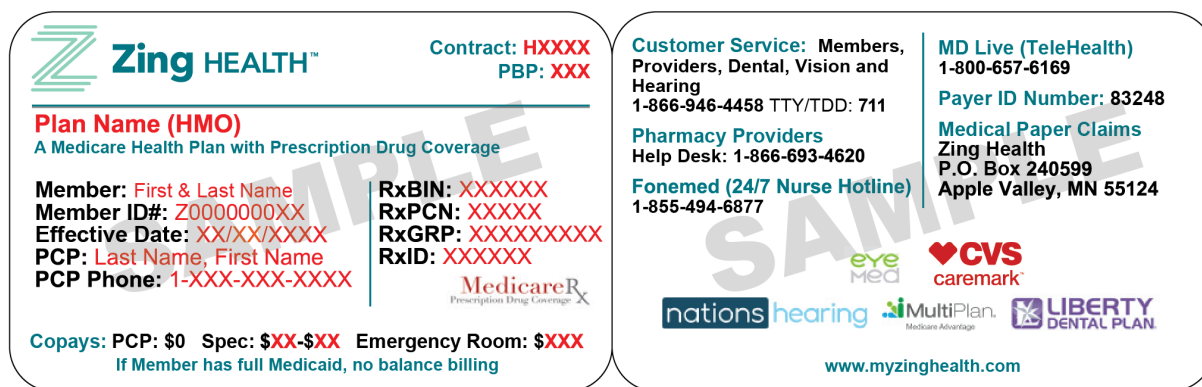 Zing HEALTH™
Contract: HXXXX
PBP: XXX
Plan Name (HMO)
A Medicare Health Plan with Prescription Drug Coverage
Member: First & Last Name
Member ID#: Z0000000XX
Effective Date: XX/XX/XXXX
PCP: Last Name, First Name
PCP Phone: 1-XXX-XXX-XXXX
RxBIN: XXXXXX
RxPCN: XXXXX
RxGRP: XXXXXXXXX
RxID: XXXXXX
MedicareRx
Prescription Drug Coverage
Copays: PCP: $0 Spec: $XX-$XX Emergency Room: $XXX
If Member has full Medicaid, no balance billing
SAMPLE
Customer Service: Members,
Providers, Dental, Vision and
Hearing
1-866-946-4458 TTY/TDD: 711
Pharmacy Providers
Help Desk: 1-866-693-4620
Fonemed (24/7 Nurse Hotline)
1-855-494-6877
MD Live (TeleHealth)
1-800-657-6169
Payer ID Number: 83248
Medical Paper Claims
Zing Health
P.O. Box 240599
Apple Valley, MN 55124
SAMPLE
eye
Med
CVS
caremark™
nations hearing
MultiPlan.
Medicare Advantage
LIBERTY
DENTAL PLAN.
www.myzinghealth.com